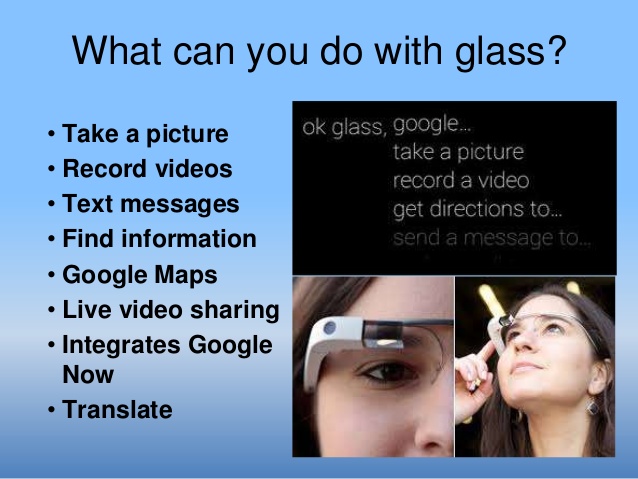 What can you do with glass?
• Take a picture
• Record videos
• Text messages
• Find information
• Google Maps
• Live video sharing
• Integrates Google
Now
• Translate
ok glass, google...
take a picture
record a video
get directions to...
send a message to...